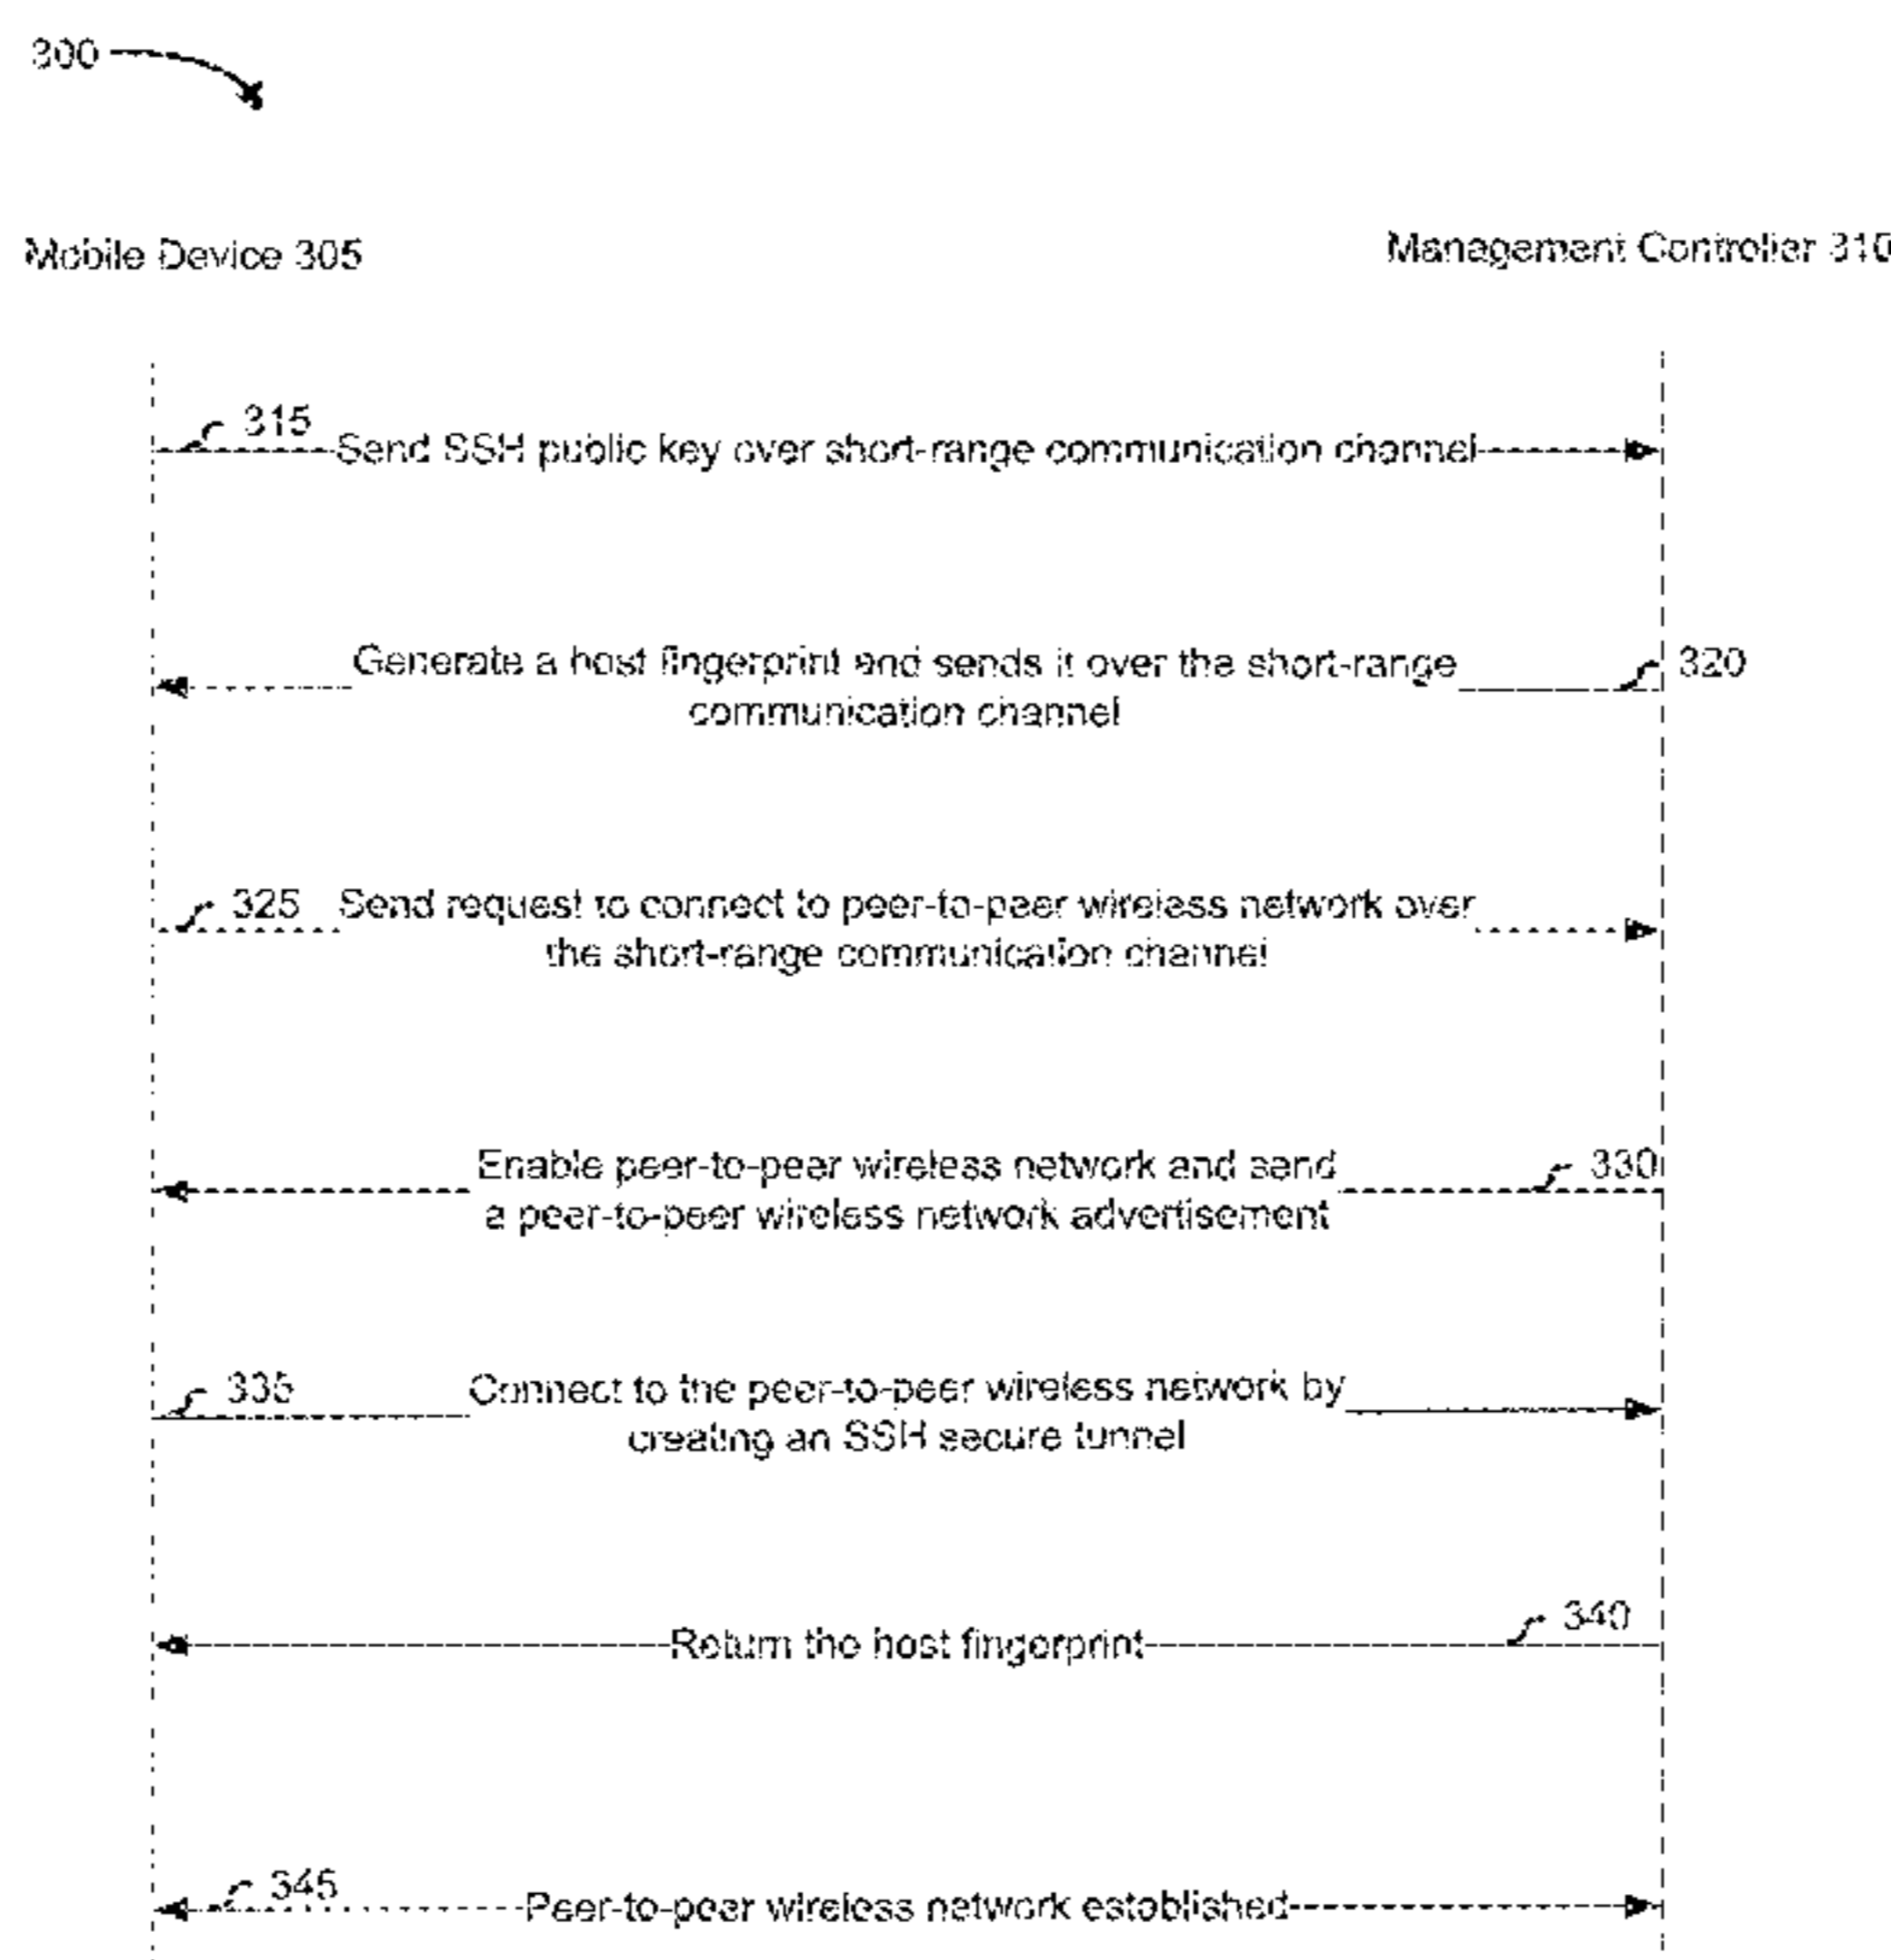 300
Mobile Device 305
Management Controller 310
315
Send SSH public key over short-range communication channel
Generate a host fingerprint and sends it over the short-range
communication channel
320
325
Send request to connect to peer-to-peer wireless network over
the short-range communication channel
Enable peer-to-peer wireless network and send
a peer-to-peer wireless network advertisement
330
335
Connect to the peer-to-peer wireless network by
creating an SSH secure tunnel
340
Return the host fingerprint
345
Peer-to-peer wireless network established